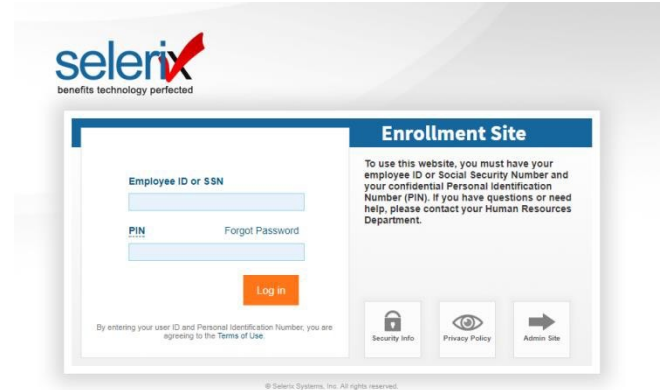 selerix
benefits technology perfected
Enrollment Site
To use this website, you must have your
employee ID or Social Security Number and
your confidential Personal Identification
Number (PIN). If you have questions or need
help, please contact your Human Resources
Department.
Employee ID or SSN
PIN Forgot Password
Log in
By entering your user ID and Personal Identification Number, you are
agreeing to the Terms of Use.
Security Info
Privacy Policy
Admin Site
© Selerix Systems, Inc. All rights reserved.